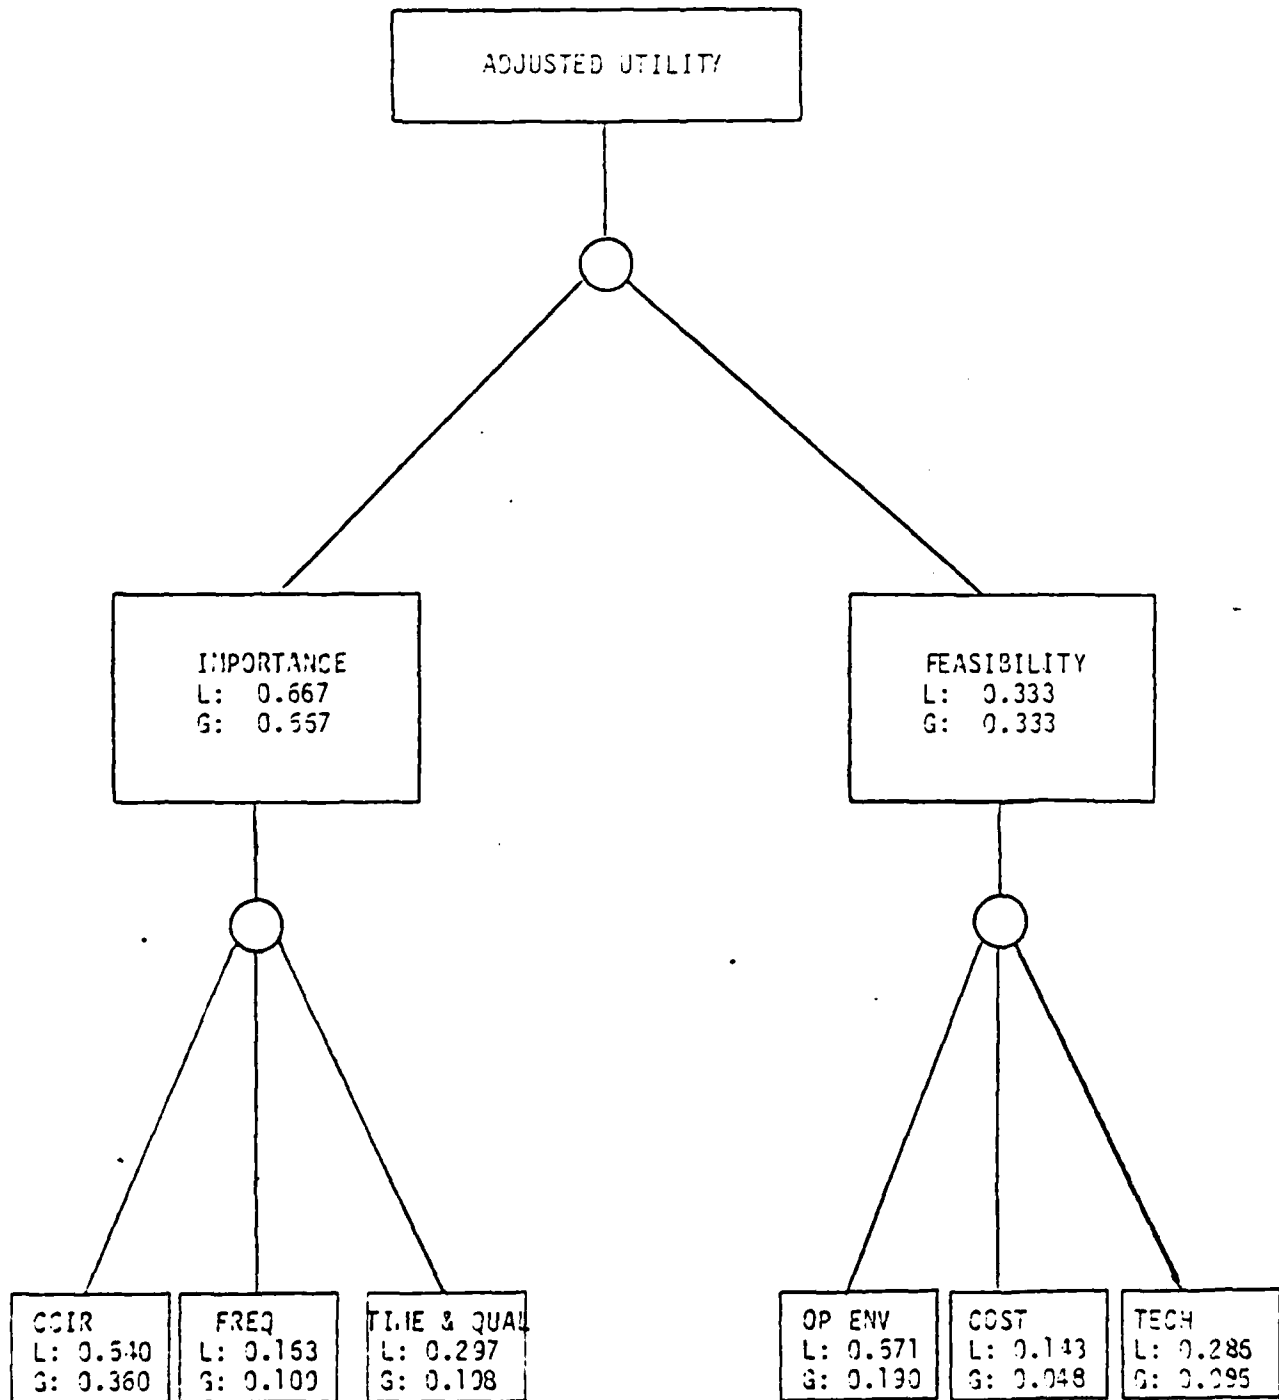 ADJUSTED UTILITY
IMPORTANCE
L: 0.667
G: 0.667
FEASIBILITY
L: 0.333
G: 0.333
CCIR
L: 0.540
G: 0.360
FREQ
L: 0.163
G: 0.109
TIME & QUAL
L: 0.297
G: 0.198
OP ENV
L: 0.571
G: 0.190
COST
L: 0.143
G: 0.048
TECH
L: 0.286
G: 0.095